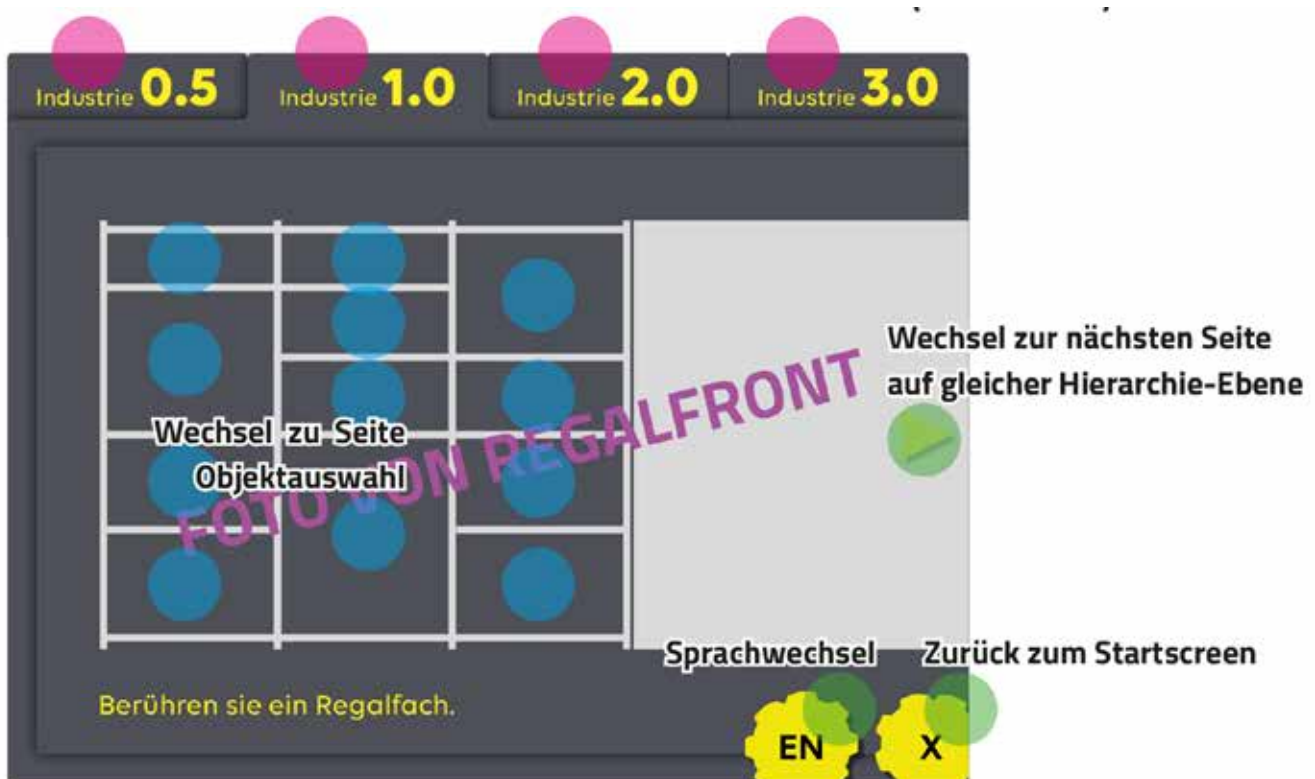 Industrie 0.5
Industrie 1.0
Industrie 2.0
Industrie 3.0
Wechsel zur nächsten Seite
auf gleicher Hierarchie-Ebene
Wechsel zu Seite
Objektauswahl
FOTO VON REGALFRONT
Sprachwechsel
Zurück zum Startscreen
Berühren sie ein Regalfach.
EN
X